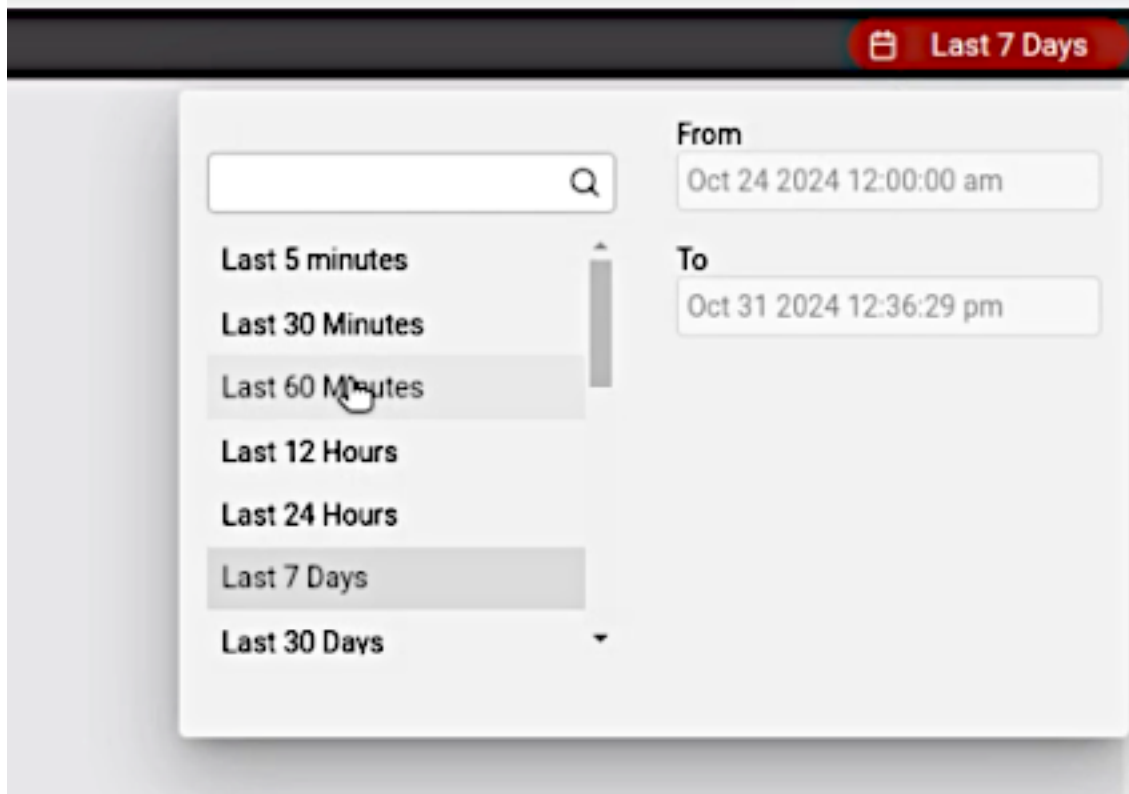 Last 7 Days
From
Oct 24 2024 12:00:00 am
To
Oct 31 2024 12:36:29 pm
Last 5 minutes
Last 30 Minutes
Last 60 Minutes
Last 12 Hours
Last 24 Hours
Last 7 Days
Last 30 Days